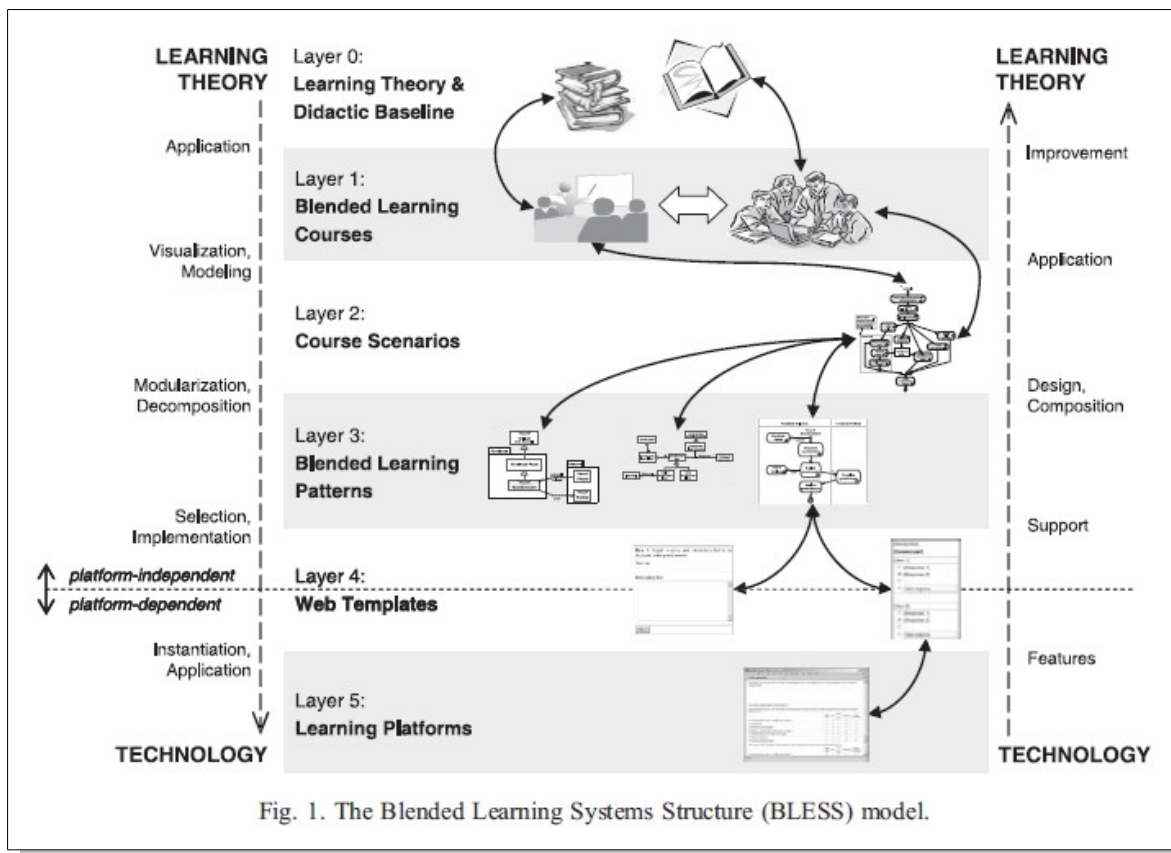 LEARNING
THEORY
Application
Visualization,
Modeling
Modularization,
Decomposition
Selection,
Implementation
platform-independent
platform-dependent
Instantiation,
Application
TECHNOLOGY
Layer 0:
Learning Theory &
Didactic Baseline
Layer 1:
Blended Learning
Courses
Layer 2:
Course Scenarios
Layer 3:
Blended Learning
Patterns
Layer 4:
Web Templates
Layer 5:
Learning Platforms
LEARNING
THEORY
Improvement
Application
Design,
Composition
Support
Features
TECHNOLOGY
Fig. 1. The Blended Learning Systems Structure (BLESS) model.